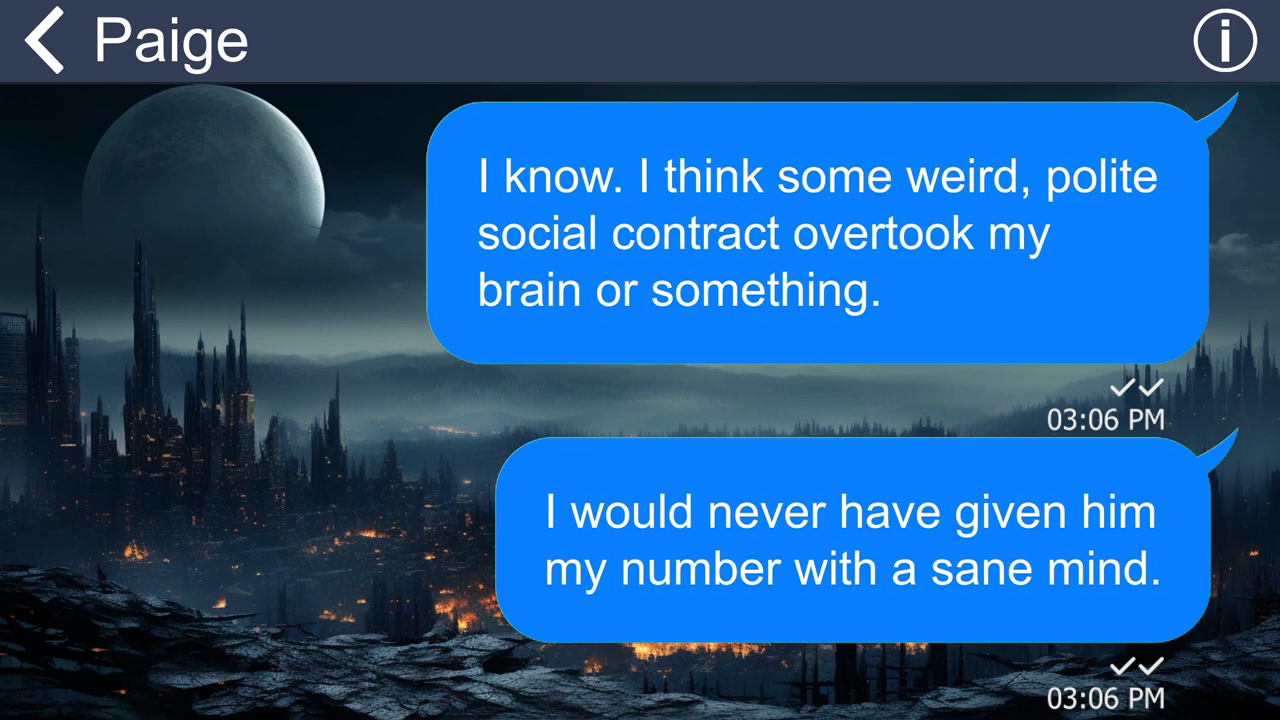 Paige
I know. I think some weird, polite
social contract overtook my
brain or something.
03:06 PM
I would never have given him
my number with a sane mind.
03:06 PM